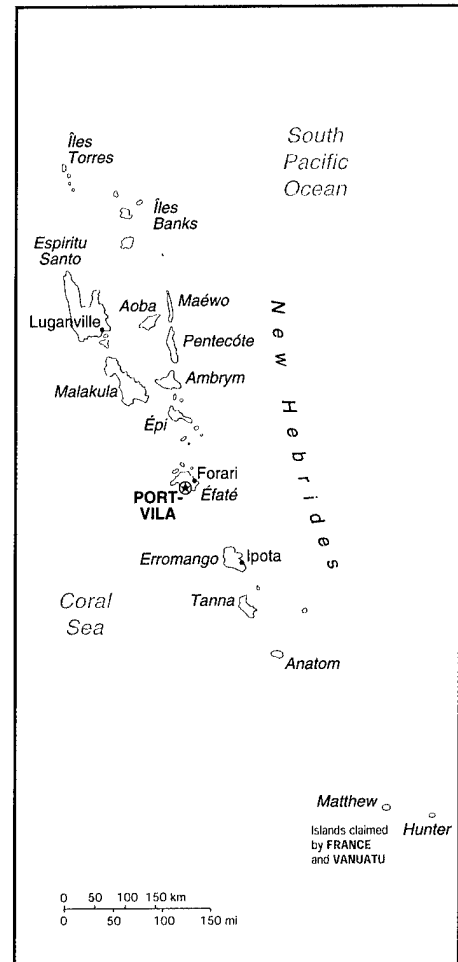 Îles
Torres
South
Pacific
Ocean
Îles
Banks
Espiritu
Santo
Aoba
Maéwo
Luganville
Pentecóte
Malakula
Ambrym
Épi
New Hebrides
Forari
PORT-
VILA
Éfaté
Erromango
Ipota
Coral
Sea
Tanna
Anatom
Matthew
Hunter
Islands claimed
by FRANCE
and VANUATU
0 50 100 150 km
0 50 100 150 mi